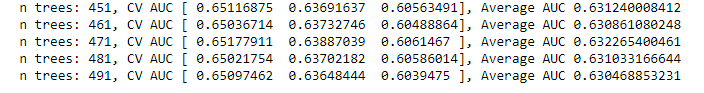 n trees: 451, CV AUC [ 0.65116875  0.63691637  0.60563491], Average AUC 0.631240008412
n trees: 461, CV AUC [ 0.65036714  0.63732746  0.60488864], Average AUC 0.630861080248
n trees: 471, CV AUC [ 0.65177911  0.63887039  0.6061467 ], Average AUC 0.632265400461
n trees: 481, CV AUC [ 0.65021754  0.63702182  0.60586014], Average AUC 0.631033166644
n trees: 491, CV AUC [ 0.65097462  0.63648444  0.6039475 ], Average AUC 0.630468853231